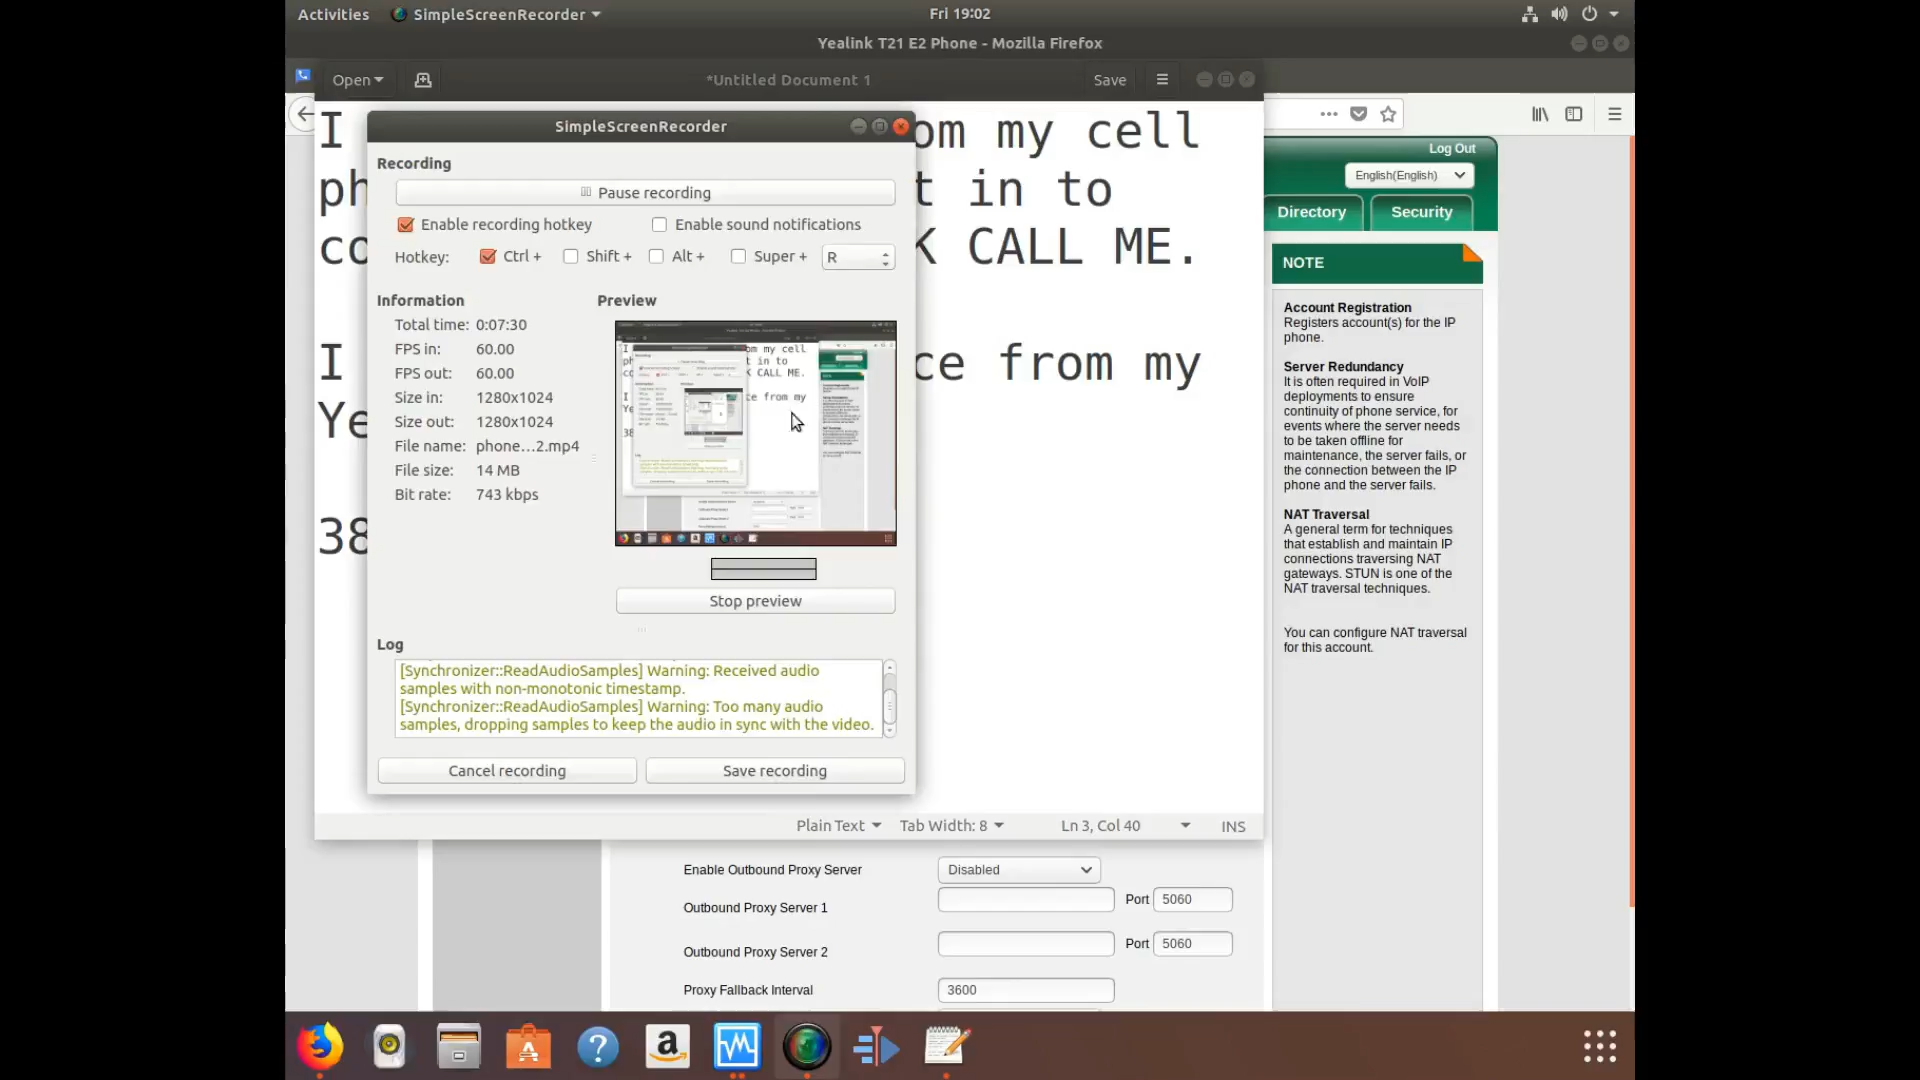 Activities SimpleScreenRecorder Fri 19:02
Yealink T21 E2 Phone - Mozilla Firefox
Open *Untitled Document 1 Save
I om my cell
ph t in to
co K CALL ME.
I ce from my
Ye
38
SimpleScreenRecorder
Recording
Pause recording
Enable recording hotkey Enable sound notifications
Hotkey: Ctrl + Shift + Alt + Super + R
Information Preview
Total time: 0:07:30
FPS in: 60.00
FPS out: 60.00
Size in: 1280x1024
Size out: 1280x1024
File name: phone...2.mp4
File size: 14 MB
Bit rate: 743 kbps
om my cell
t in to
K CALL ME.
ce from my
Stop preview
Log
[Synchronizer::ReadAudioSamples] Warning: Received audio
samples with non-monotonic timestamp.
[Synchronizer::ReadAudioSamples] Warning: Too many audio
samples, dropping samples to keep the audio in sync with the video.
Cancel recording Save recording
Plain Text Tab Width: 8 Ln 3, Col 40 INS
Log Out
English(English)
Directory Security
NOTE
Account Registration
Registers account(s) for the IP
phone.
Server Redundancy
It is often required in VoIP
deployments to ensure
continuity of phone service, for
events where the server needs
to be taken offline for
maintenance, the server fails, or
the connection between the IP
phone and the server fails.
NAT Traversal
A general term for techniques
that establish and maintain IP
connections traversing NAT
gateways. STUN is one of the
NAT traversal techniques.
You can configure NAT traversal
for this account.
Enable Outbound Proxy Server Disabled
Outbound Proxy Server 1 Port 5060
Outbound Proxy Server 2 Port 5060
Proxy Fallback Interval 3600